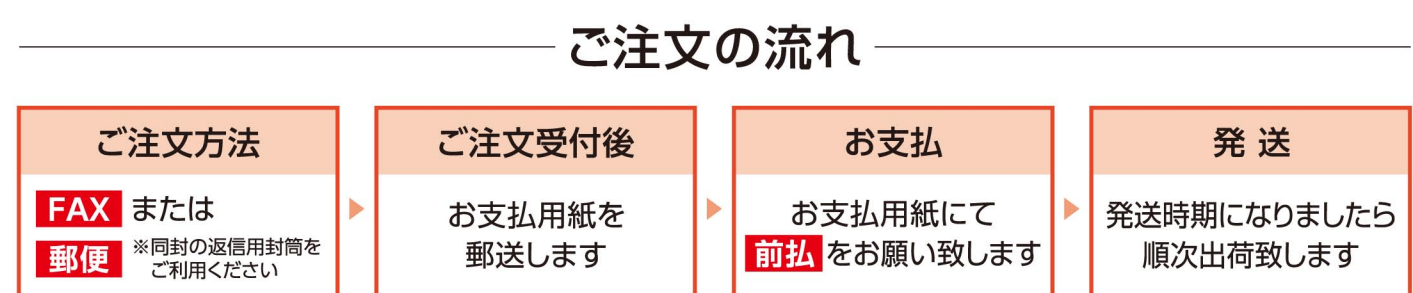 ご注文の流れ
ご注文方法
FAX または
郵便 ※同封の返信用封筒を
ご利用ください
ご注文受付後
お支払用紙を
郵送します
お支払
お支払用紙にて
前払をお願い致します
発 送
発送時期になりましたら
順次出荷致します